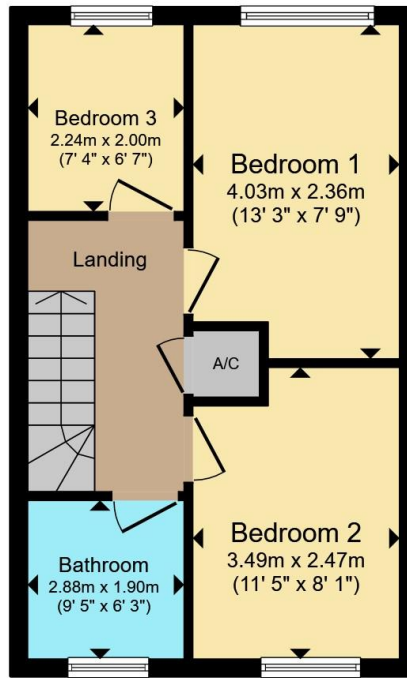 Bedroom 3
2.24m x 2.00m
(7' 4" x 6' 7")
Bedroom 1
4.03m x 2.36m
(13' 3" x 7' 9")
Landing
A/C
Bathroom
2.88m x 1.90m
(9' 5" x 6' 3")
Bedroom 2
3.49m x 2.47m
(11' 5" x 8' 1")